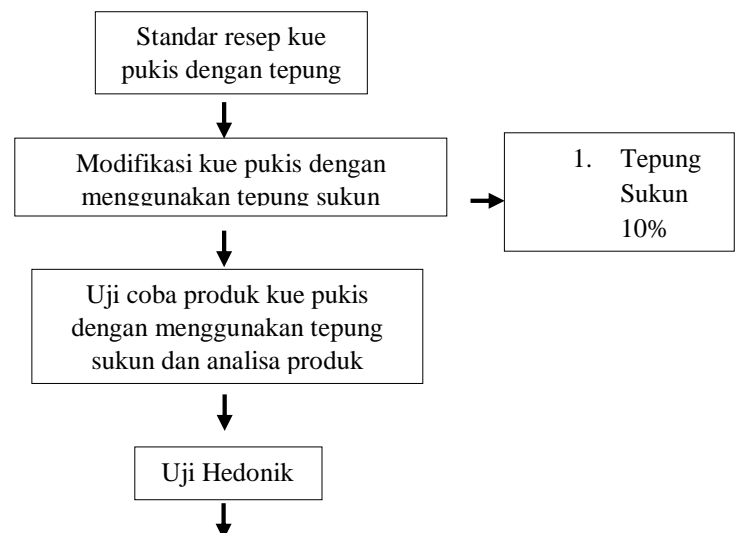 Standar resep kue
pukis dengan tepung
Modifikasi kue pukis dengan
menggunakan tepung sukun
1. Tepung
Sukun
10%
Uji coba produk kue pukis
dengan menggunakan tepung
sukun dan analisa produk
Uji Hedonik